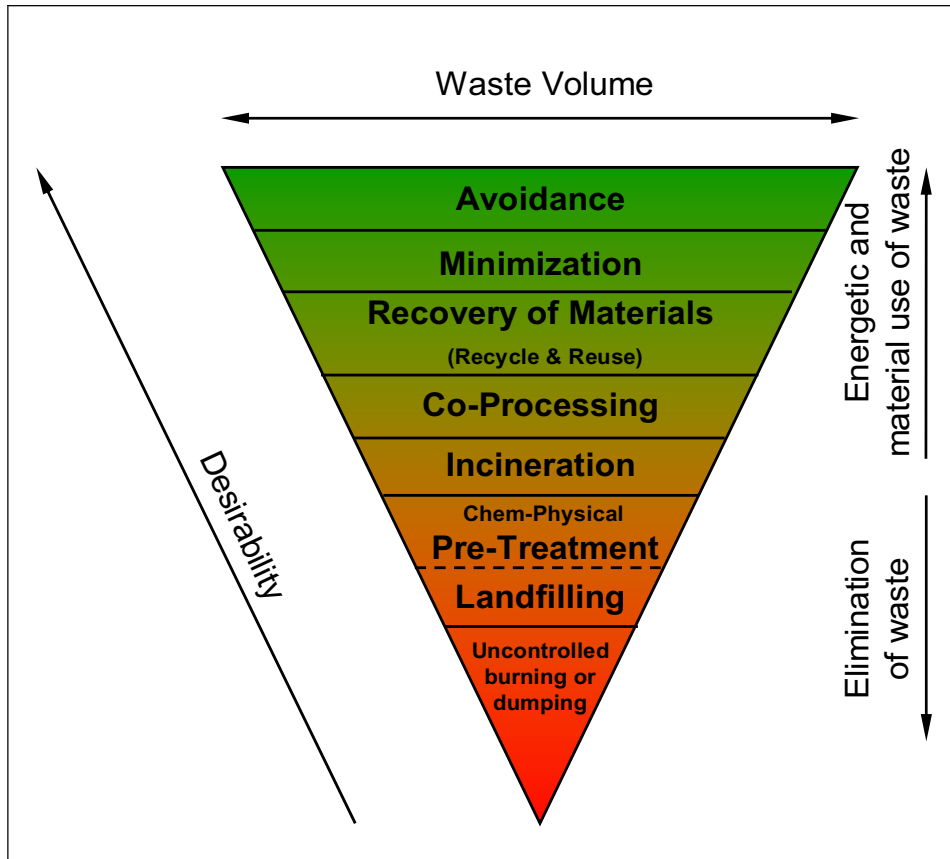 Waste Volume
Avoidance
Minimization
Recovery of Materials
(Recycle & Reuse)
Co-Processing
Incineration
Chem-Physical
Pre-Treatment
Landfilling
Uncontrolled
burning or
dumping
Desirability
Energetic and
material use of waste
Elimination
of waste